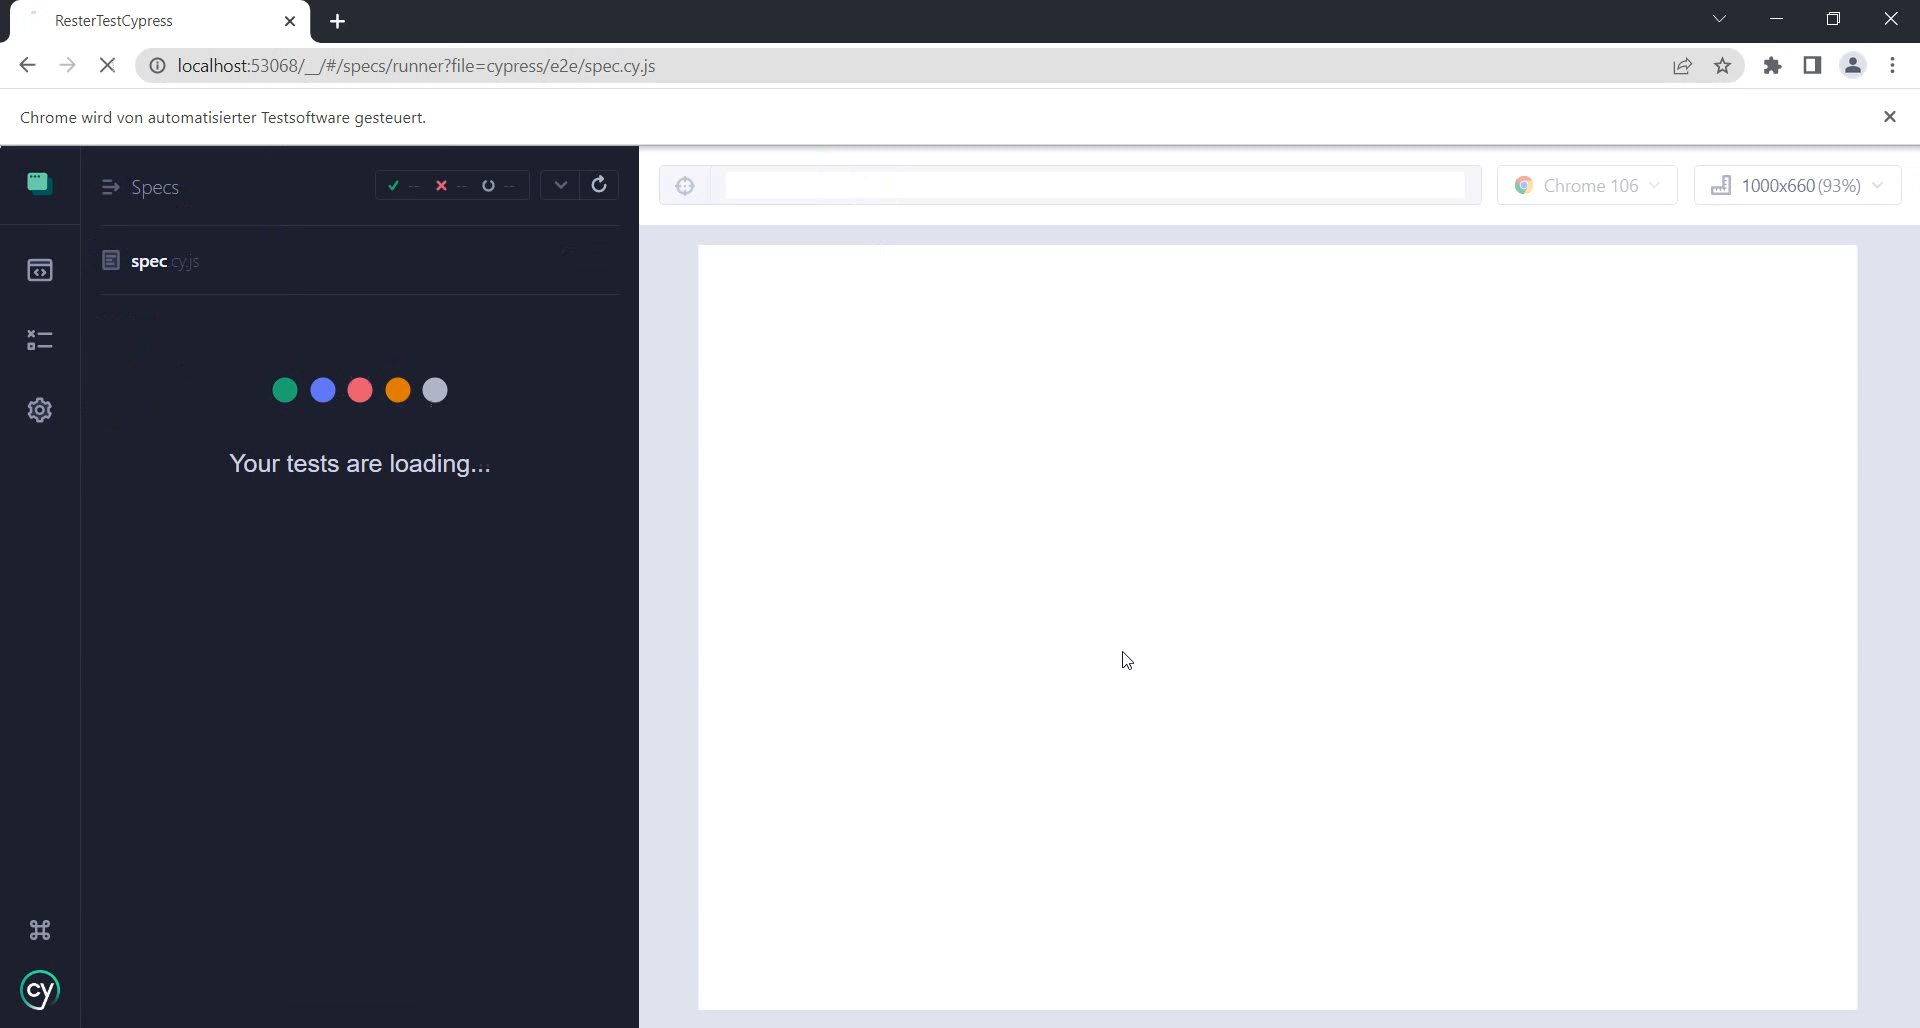 ResterTestCypress
localhost:53068/__/#/specs/runner?file=cypress/e2e/spec.cy.js
Chrome wird von automatisierter Testsoftware gesteuert.
Specs -- -- --
Chrome 106
1000x660 (93%)
spec.cy.js
Your tests are loading...
cy